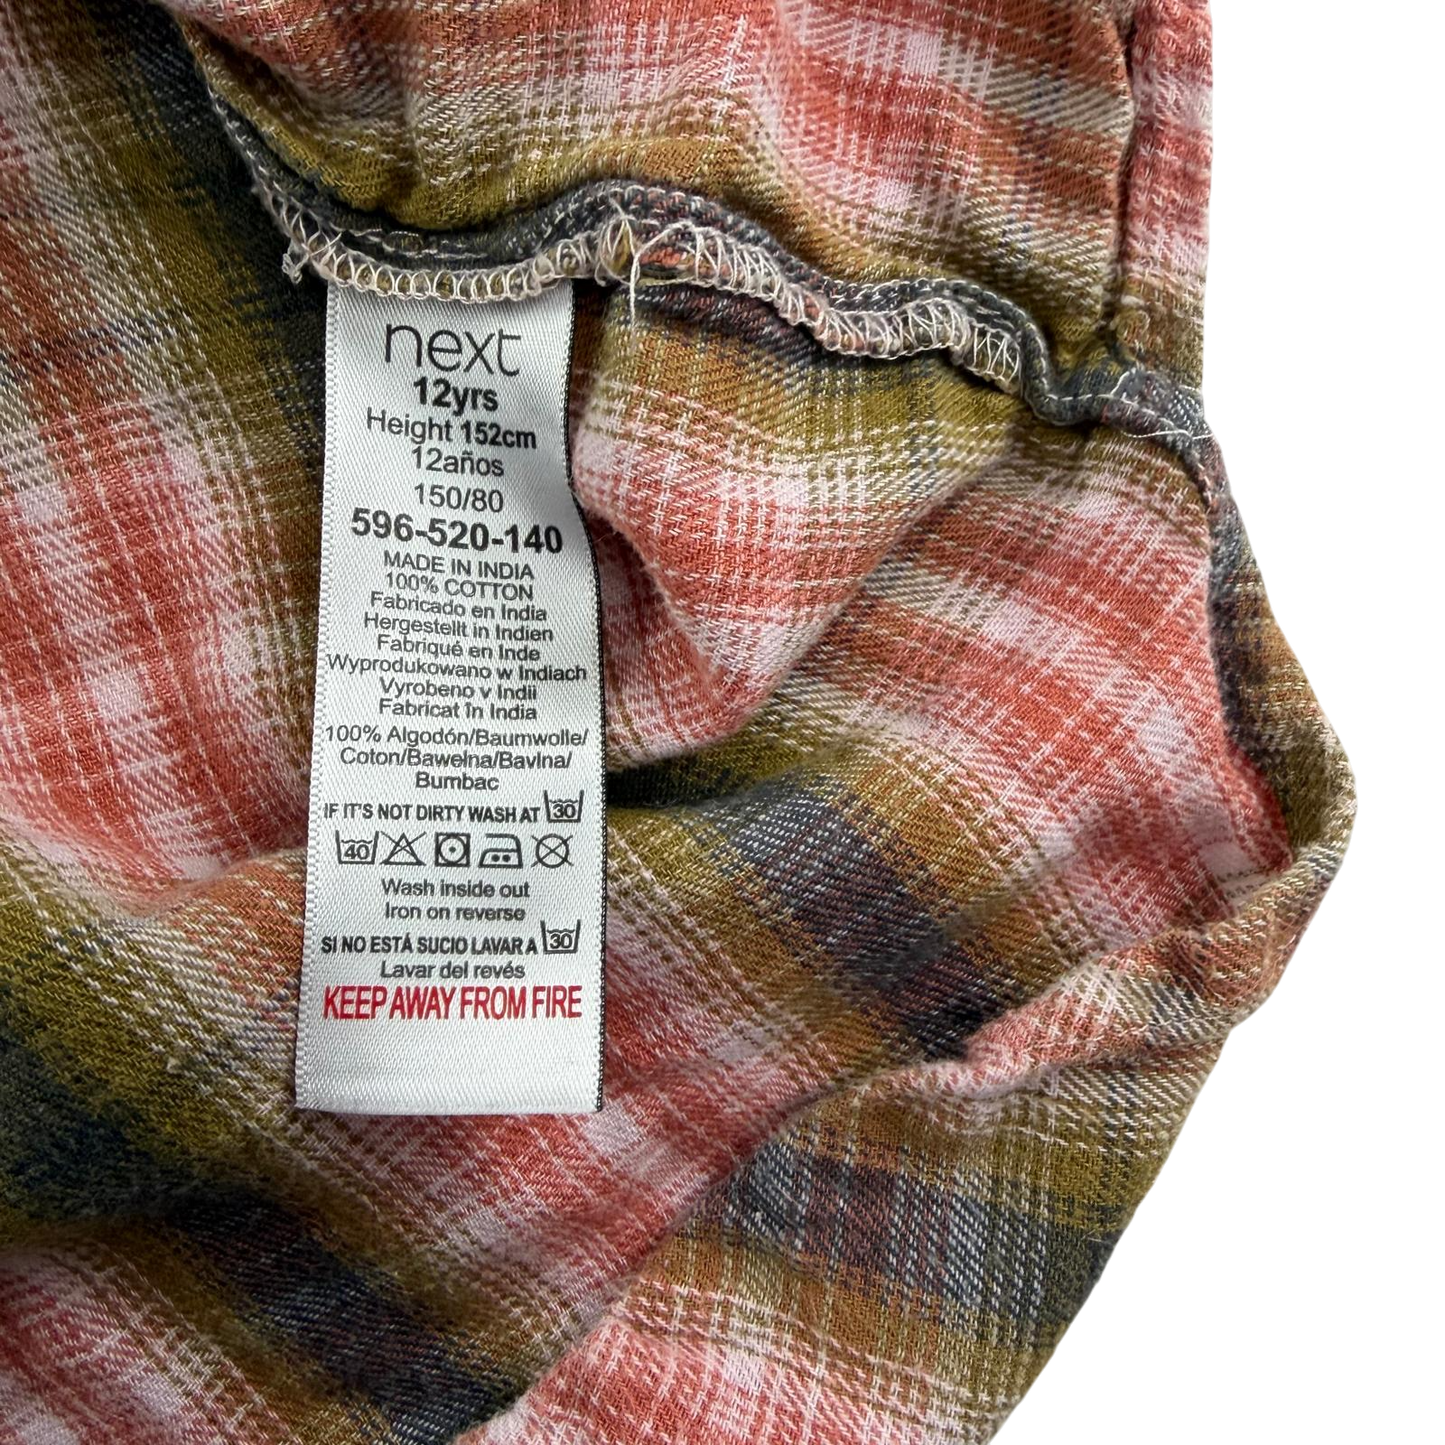 next
12yrs
Height 152cm
12años
150/80
596-520-140
MADE IN INDIA
100% COTTON
Fabricado en India
Hergestellt in Indien
Fabriqué en Inde
Wyprodukowano w Indiach
Vyrobeno v Indii
Fabricat în India
100% Algodón/Baumwolle/
Coton/Bawełna/Bavlna/
Bumbac
IF IT'S NOT DIRTY WASH AT 30
40
Wash inside out
Iron on reverse
SI NO ESTÁ SUCIO LAVAR A 30
Lavar del revés
KEEP AWAY FROM FIRE